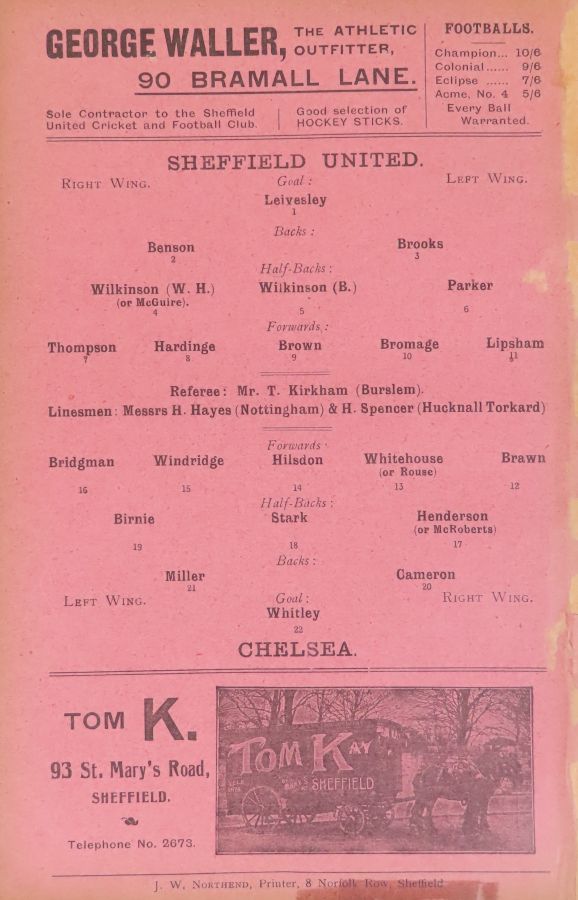 GEORGE WALLER, THE ATHLETIC OUTFITTER,
90 BRAMALL LANE.
Sole Contractor to the Sheffield
United Cricket and Football Club.
Good selection of
HOCKEY STICKS.
FOOTBALLS.
Champion... 10/6
Colonial...... 9/6
Eclipse ...... 7/6
Acme, No. 4 5/6
Every Ball
Warranted.
SHEFFIELD UNITED.
RIGHT WING. Goal: LEFT WING.
Leivesley
1
Backs:
Benson Brooks
2 3
Half-Backs:
Wilkinson (W. H.) Wilkinson (B.) Parker
(or McGuire).
4 5 6
Forwards:
Thompson Hardinge Brown Bromage Lipsham
7 8 9 10 11
Referee: Mr. T. Kirkham (Burslem).
Linesmen: Messrs H. Hayes (Nottingham) & H. Spencer (Hucknall Torkard)
Forwards
Bridgman Windridge Hilsdon Whitehouse Brawn
(or Rouse)
16 15 14 13 12
Half-Backs:
Birnie Stark Henderson
(or McRoberts)
19 18 17
Backs:
Miller Cameron
21 20
LEFT WING. Goal: RIGHT WING.
Whitley
22
CHELSEA.
TOM K.
93 St. Mary's Road,
SHEFFIELD.
Telephone No. 2673.
TOM KAY
SHEFFIELD
J. W. NORTHEND, Printer, 8 Norfolk Row, Sheffield